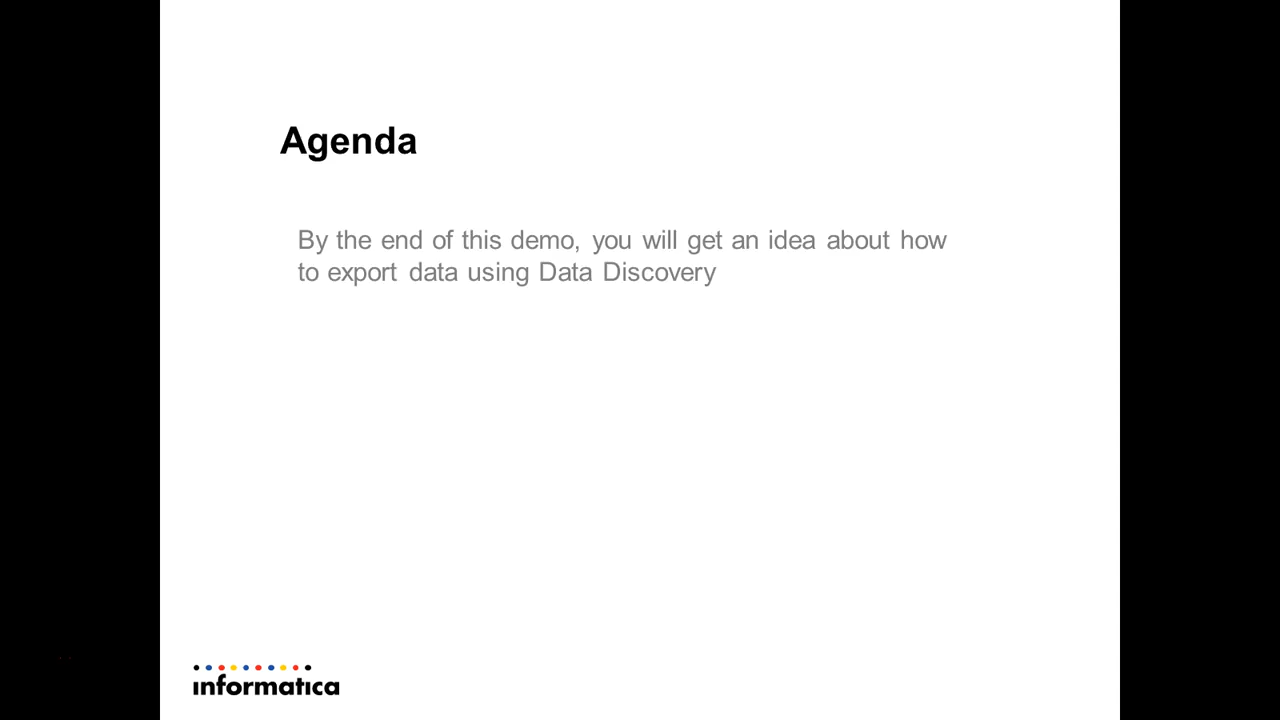 Agenda
By the end of this demo, you will get an idea about how
to export data using Data Discovery
informatica